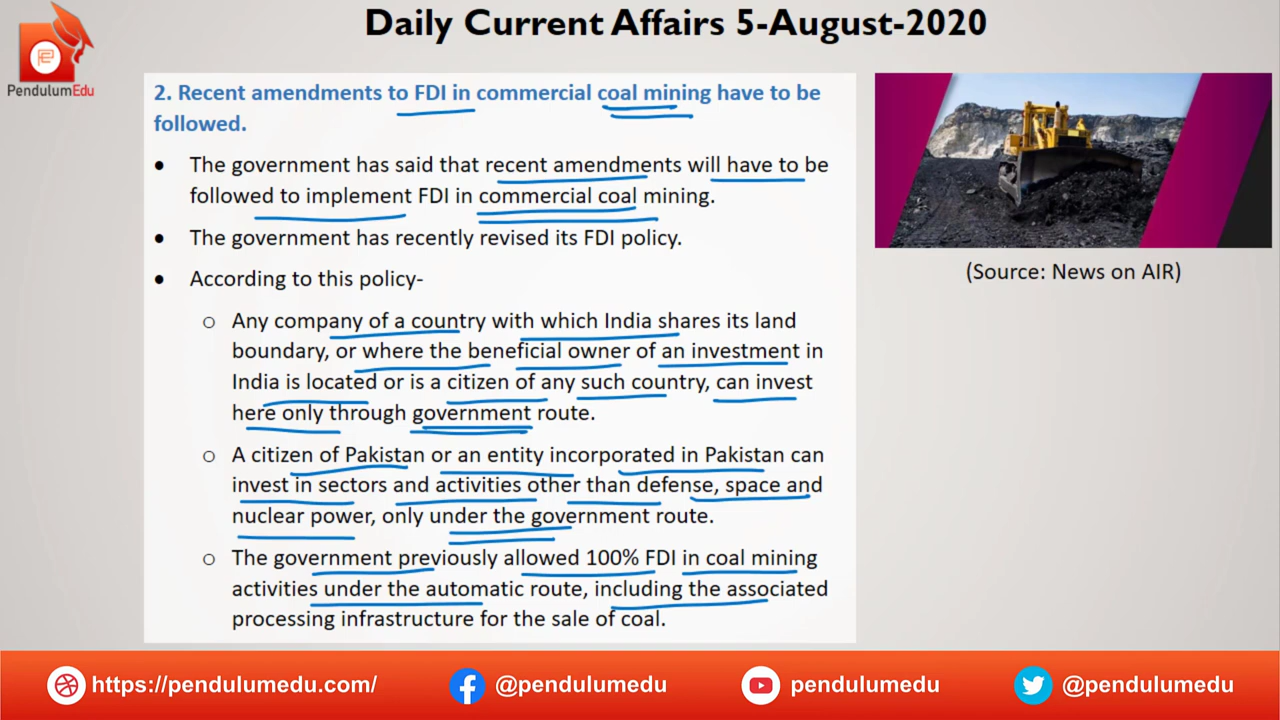 Daily Current Affairs 5-August-2020
PendulumEdu
2. Recent amendments to FDI in commercial coal mining have to be
followed.
• The government has said that recent amendments will have to be
followed to implement FDI in commercial coal mining.
• The government has recently revised its FDI policy.
• According to this policy-
o Any company of a country with which India shares its land
boundary, or where the beneficial owner of an investment in
India is located or is a citizen of any such country, can invest
here only through government route.
o A citizen of Pakistan or an entity incorporated in Pakistan can
invest in sectors and activities other than defense, space and
nuclear power, only under the government route.
o The government previously allowed 100% FDI in coal mining
activities under the automatic route, including the associated
processing infrastructure for the sale of coal.
(Source: News on AIR)
https://pendulumedu.com/
@pendulumedu
pendulumedu
@pendulumedu